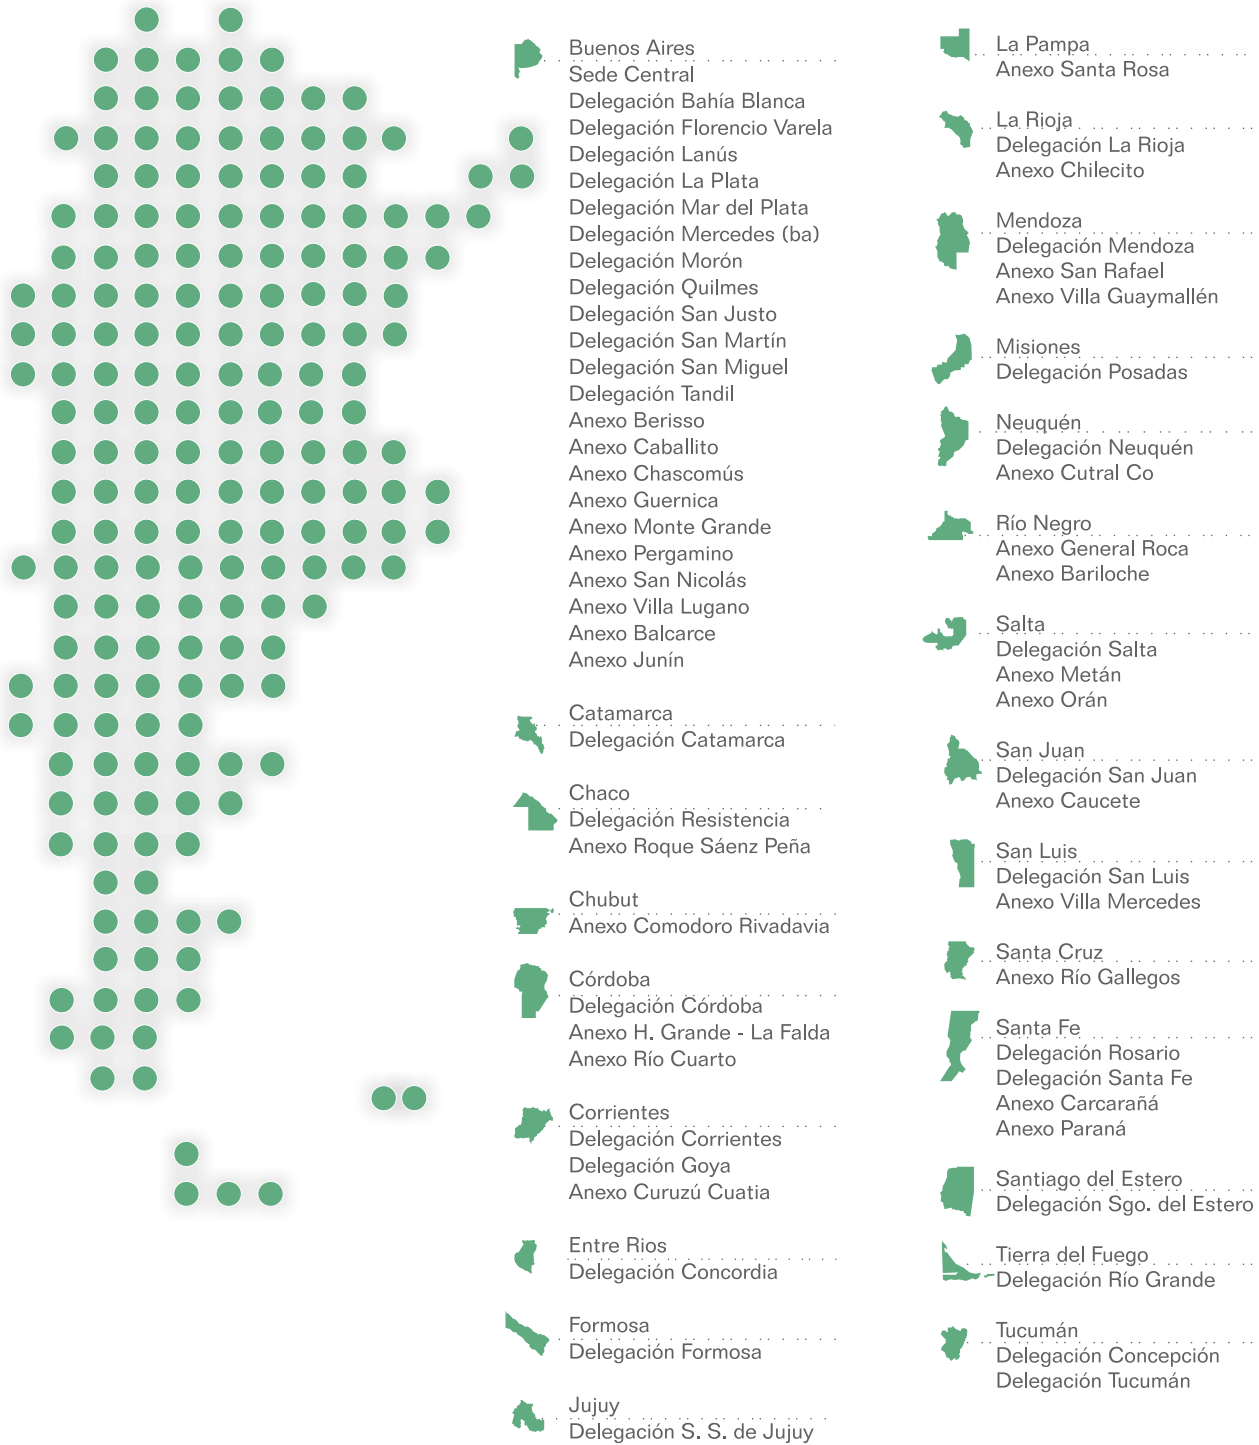 Buenos Aires
Sede Central
Delegación Bahía Blanca
Delegación Florencio Varela
Delegación Lanús
Delegación La Plata
Delegación Mar del Plata
Delegación Mercedes (ba)
Delegación Morón
Delegación Quilmes
Delegación San Justo
Delegación San Martín
Delegación San Miguel
Delegación Tandil
Anexo Berisso
Anexo Caballito
Anexo Chascomús
Anexo Guernica
Anexo Monte Grande
Anexo Pergamino
Anexo San Nicolás
Anexo Villa Lugano
Anexo Balcarce
Anexo Junín
Catamarca
Delegación Catamarca
Chaco
Delegación Resistencia
Anexo Roque Sáenz Peña
Chubut
Anexo Comodoro Rivadavia
Córdoba
Delegación Córdoba
Anexo H. Grande - La Falda
Anexo Río Cuarto
Corrientes
Delegación Corrientes
Delegación Goya
Anexo Curuzú Cuatia
Entre Rios
Delegación Concordia
Formosa
Delegación Formosa
Jujuy
Delegación S. S. de Jujuy
La Pampa
Anexo Santa Rosa
La Rioja
Delegación La Rioja
Anexo Chilecito
Mendoza
Delegación Mendoza
Anexo San Rafael
Anexo Villa Guaymallén
Misiones
Delegación Posadas
Neuquén
Delegación Neuquén
Anexo Cutral Co
Río Negro
Anexo General Roca
Anexo Bariloche
Salta
Delegación Salta
Anexo Metán
Anexo Orán
San Juan
Delegación San Juan
Anexo Caucete
San Luis
Delegación San Luis
Anexo Villa Mercedes
Santa Cruz
Anexo Río Gallegos
Santa Fe
Delegación Rosario
Delegación Santa Fe
Anexo Carcarañá
Anexo Paraná
Santiago del Estero
Delegación Sgo. del Estero
Tierra del Fuego
Delegación Río Grande
Tucumán
Delegación Concepción
Delegación Tucumán